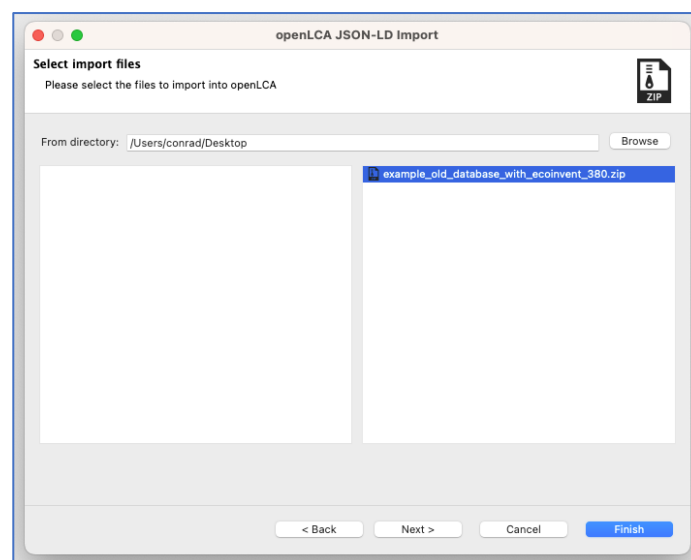 openLCA JSON-LD Import
Select import files
Please select the files to import into openLCA
ZIP
From directory: /Users/conrad/Desktop Browse
example_old_database_with_ecoinvent_380.zip
< Back Next > Cancel Finish